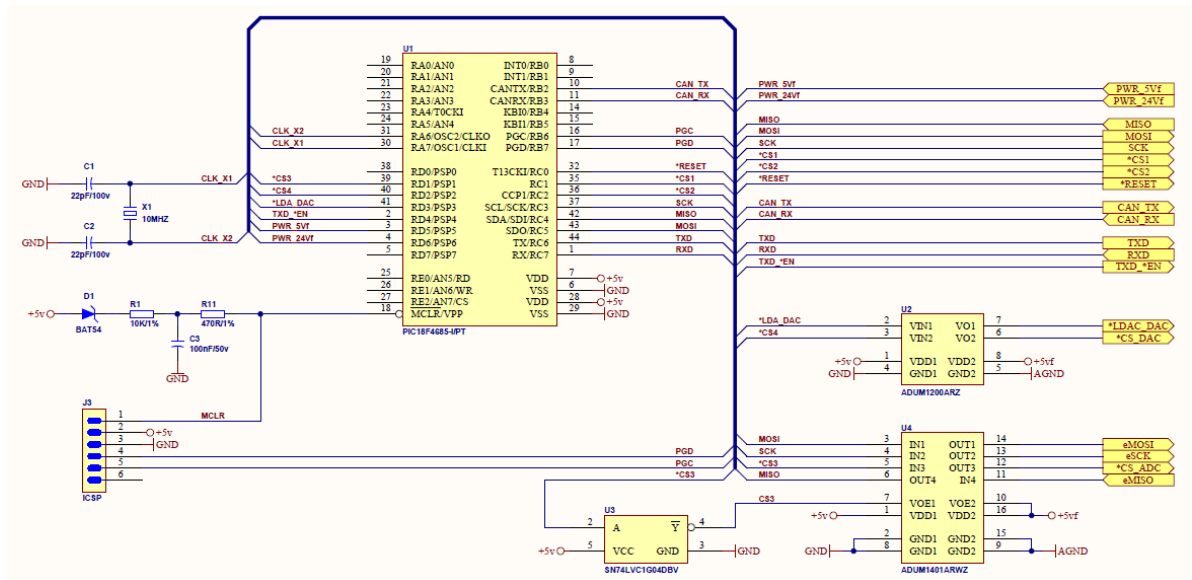 U1
19 RA0/AN0 INT0/RB0 8
20 RA1/AN1 INT1/RB1 9
21 RA2/AN2 CANTX/RB2 10 CAN_TX PWR_5Vf PWR_5Vf
22 RA3/AN3 CANRX/RB3 11 CAN_RX PWR_24Vf PWR_24Vf
23 RA4/T0CKI KBI0/RB4 14
24 RA5/AN4 KBI1/RB5 15 MISO MISO
CLK_X2 31 RA6/OSC2/CLKO PGC/RB6 16 PGC MOSI MOSI
CLK_X1 30 RA7/OSC1/CLKI PGD/RB7 17 PGD SCK SCK
*CS1 *CS1
38 RD0/PSP0 T13CKI/RC0 32 *RESET *CS2 *CS2
*CS3 39 RD1/PSP1 RC1 35 *CS1 *RESET *RESET
*CS4 40 RD2/PSP2 CCP1/RC2 36 *CS2
*LDA_DAC 41 RD3/PSP3 SCL/SCK/RC3 37 SCK CAN_TX CAN_TX
TXD_*EN 2 RD4/PSP4 SDA/SDI/RC4 42 MISO CAN_RX CAN_RX
PWR_5Vf 3 RD5/PSP5 SDO/RC5 43 MOSI
PWR_24Vf 4 RD6/PSP6 TX/RC6 44 TXD TXD TXD
5 RD7/PSP7 RX/RC7 1 RXD RXD RXD
TXD_*EN TXD_*EN
25 RE0/AN5/RD VDD 7 +5v
26 RE1/AN6/WR VSS 6 GND
27 RE2/AN7/CS VDD 28 +5v
18 MCLR/VPP VSS 29 GND
PIC18F4685-I/PT
C1
GND CLK_X1
22pF/100v
X1
10MHZ
C2
GND CLK_X2
22pF/100v
D1 R1 R11
+5v
BAT54 10K/1% 470R/1%
C3
100nF/50v
GND
U2
*LDA_DAC 2 VIN1 VO1 7 *LDAC_DAC
*CS4 3 VIN2 VO2 6 *CS_DAC
+5v 1 VDD1 VDD2 8 +5vf
GND 4 GND1 GND2 5 AGND
ADUM1200ARZ
J3
1 MCLR
2 +5v
3 GND
4 PGD
5 PGC
6 *CS3
ICSP
U4
MOSI 3 IN1 OUT1 14 eMOSI
SCK 4 IN2 OUT2 13 eSCK
*CS3 5 IN3 OUT3 12 *CS_ADC
MISO 6 OUT4 IN4 11 eMISO
CS3 7 VOE1 VOE2 10
+5v 1 VDD1 VDD2 16 +5vf
2 GND1 GND2 15
GND 8 GND1 GND2 9 AGND
ADUM1401ARWZ
U3
2 A Y 4
+5v 5 VCC GND 3 GND
SN74LVC1G04DBV